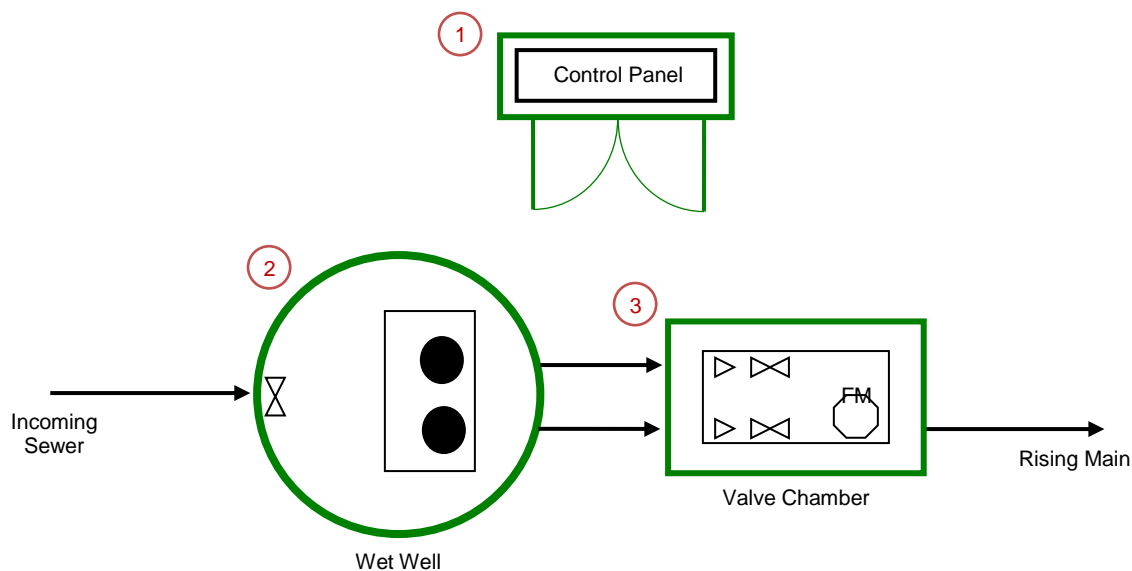 1
Control Panel
2
3
FM
Incoming
Sewer
Rising Main
Valve Chamber
Wet Well